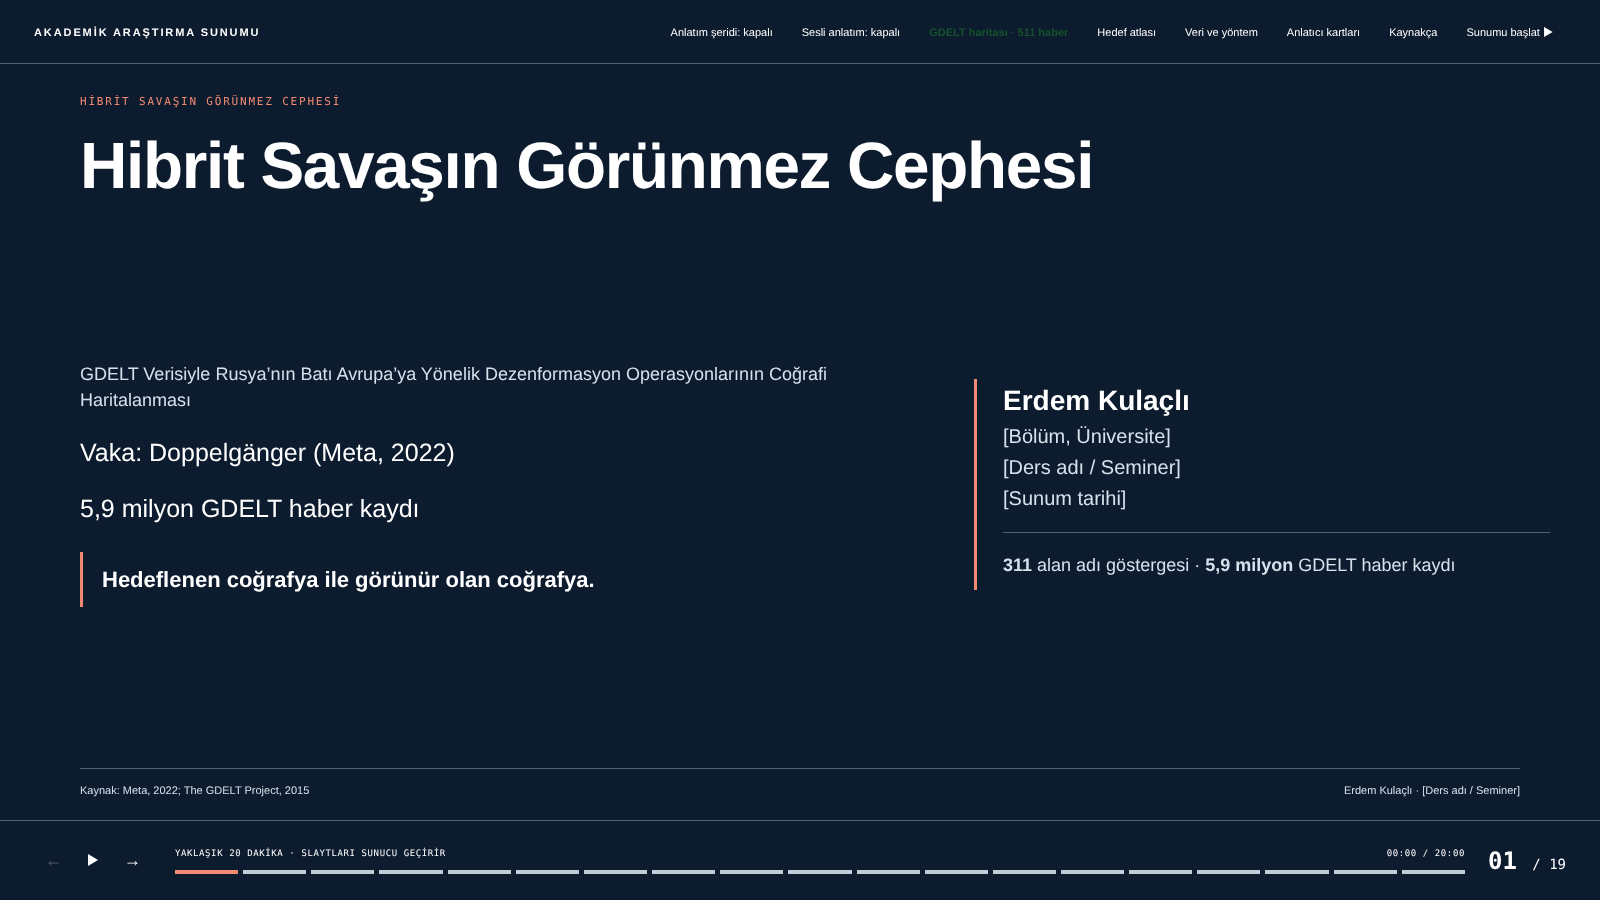 AKADEMİK ARAŞTIRMA SUNUMU
Anlatım şeridi: kapalı
Sesli anlatım: kapalı
GDELT haritası · 511 haber
Hedef atlası
Veri ve yöntem
Anlatıcı kartları
Kaynakça
Sunumu başlat ▶
HİBRİT SAVAŞIN GÖRÜNMEZ CEPHESİ
Hibrit Savaşın Görünmez Cephesi
GDELT Verisiyle Rusya’nın Batı Avrupa’ya Yönelik Dezenformasyon Operasyonlarının Coğrafi
Haritalanması
Vaka: Doppelgänger (Meta, 2022)
5,9 milyon GDELT haber kaydı
Hedeflenen coğrafya ile görünür olan coğrafya.
Erdem Kulaçlı
[Bölüm, Üniversite]
[Ders adı / Seminer]
[Sunum tarihi]
311 alan adı göstergesi · 5,9 milyon GDELT haber kaydı
Kaynak: Meta, 2022; The GDELT Project, 2015
Erdem Kulaçlı · [Ders adı / Seminer]
← ▶ →
YAKLAŞIK 20 DAKİKA · SLAYTLARI SUNUCU GEÇİRİR
00:00 / 20:00
01 / 19